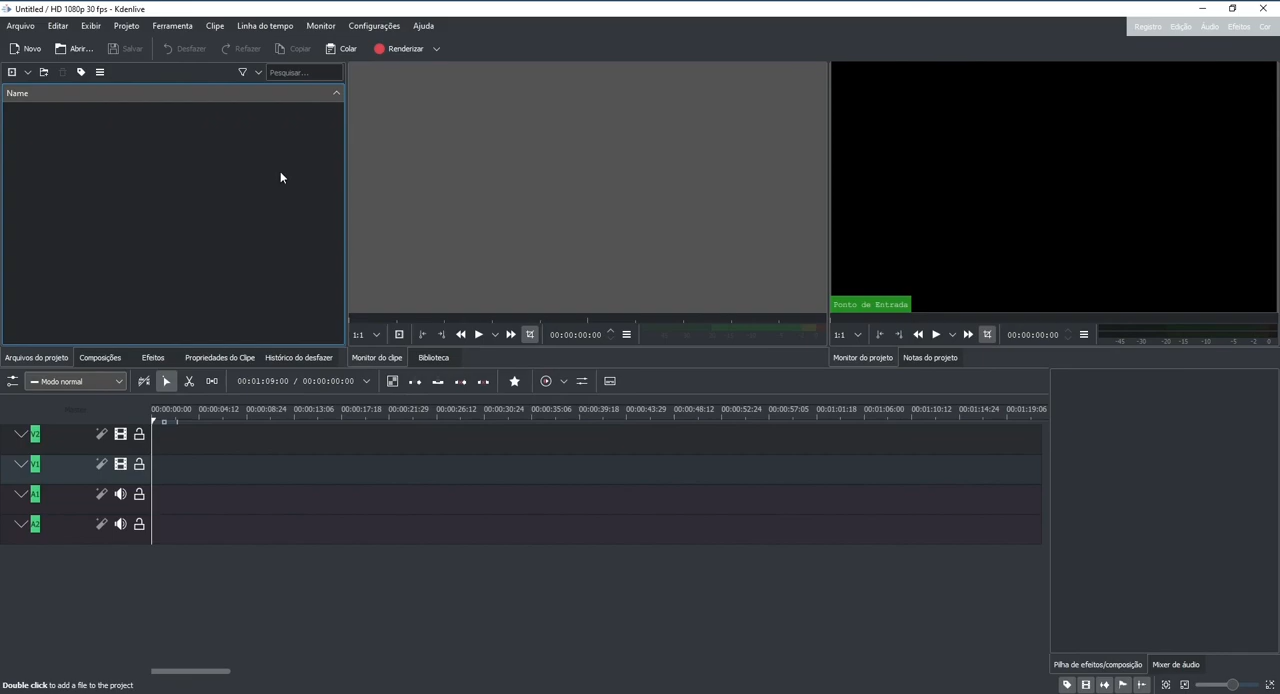 Untitled / HD 1080p 30 fps - Kdenlive
Arquivo Editar Exibir Projeto Ferramenta Clipe Linha do tempo Monitor Configurações Ajuda
Registro Edição Áudio Efeitos Cor
Novo Abrir... Salvar Desfazer Refazer Copiar Colar Renderizar
Pesquisar...
Name
Ponto de Entrada
1:1 00:00:00:00
1:1 00:00:00:00 -45 -30 -20 -15 -10 -5 -2 0
Arquivos do projeto Composições Efeitos Propriedades do Clipe Histórico do desfazer Monitor do clipe Biblioteca Monitor do projeto Notas do projeto
Modo normal 00:01:09:00 / 00:00:00:00
00:00:00:00 00:00:04:12 00:00:08:24 00:00:13:06 00:00:17:18 00:00:21:29 00:00:26:12 00:00:30:24 00:00:35:06 00:00:39:18 00:00:43:29 00:00:48:12 00:00:52:24 00:00:57:05 00:01:01:18 00:01:06:00 00:01:10:12 00:01:14:24 00:01:19:06
V2
V1
A1
A2
Pilha de efeitos/composição Mixer de áudio
Double click to add a file to the project